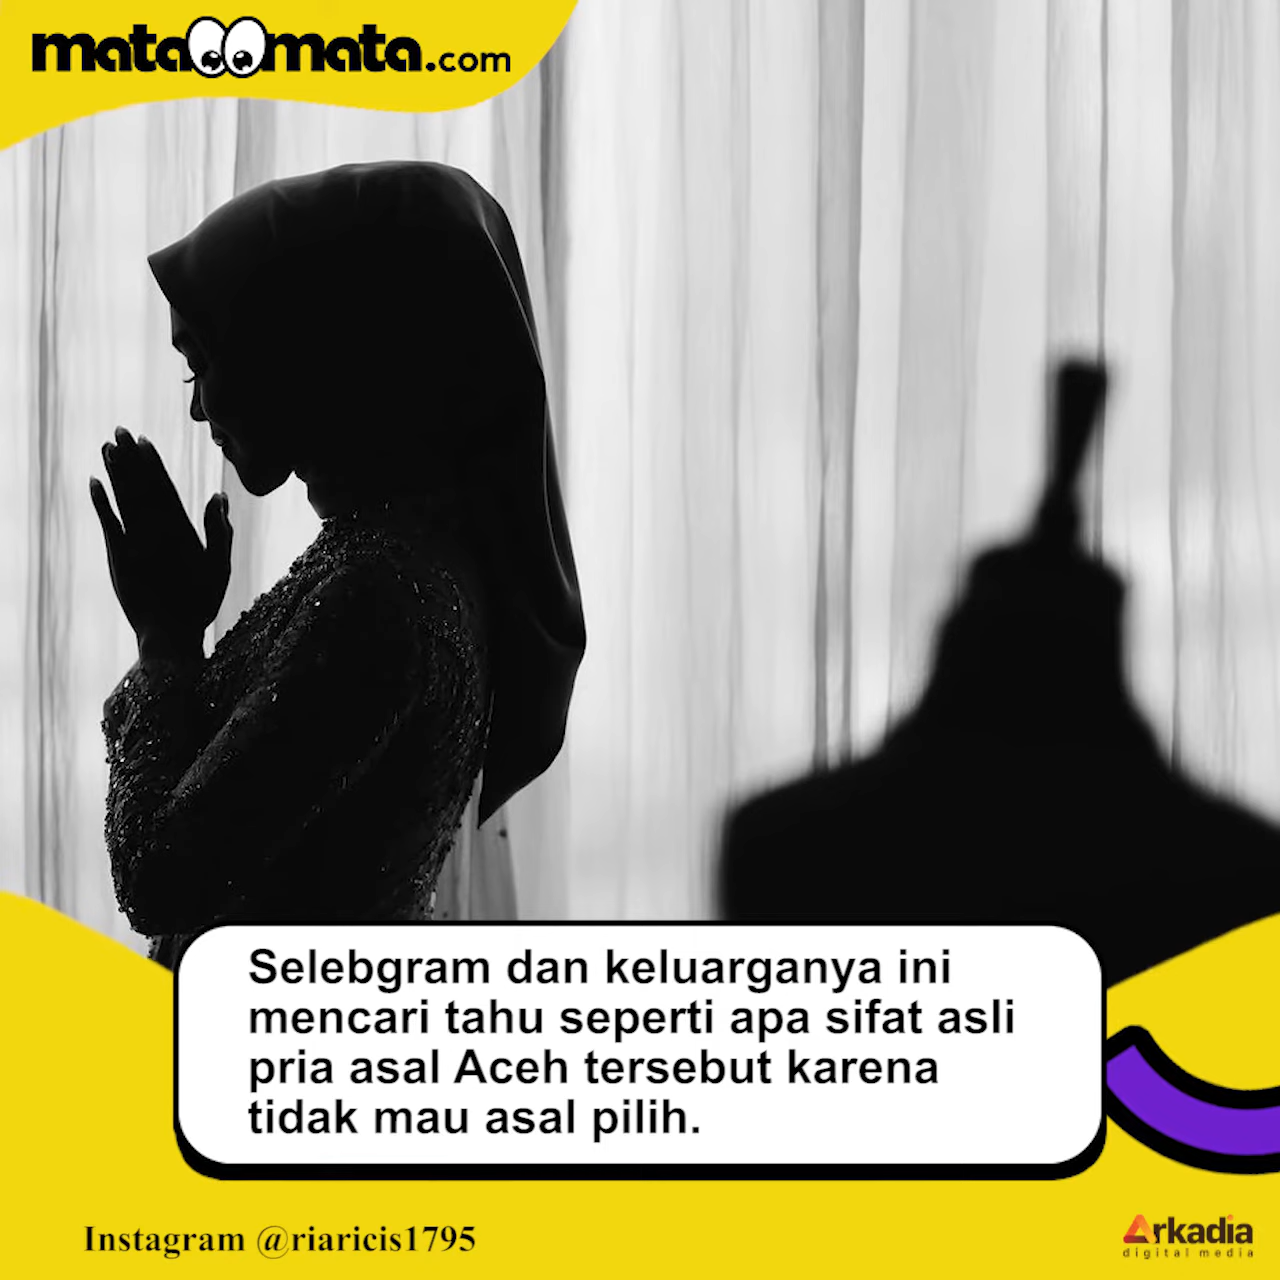 matamata.com
Selebgram dan keluarganya ini
mencari tahu seperti apa sifat asli
pria asal Aceh tersebut karena
tidak mau asal pilih.
Instagram @riaricis1795
Arkadia
digital media